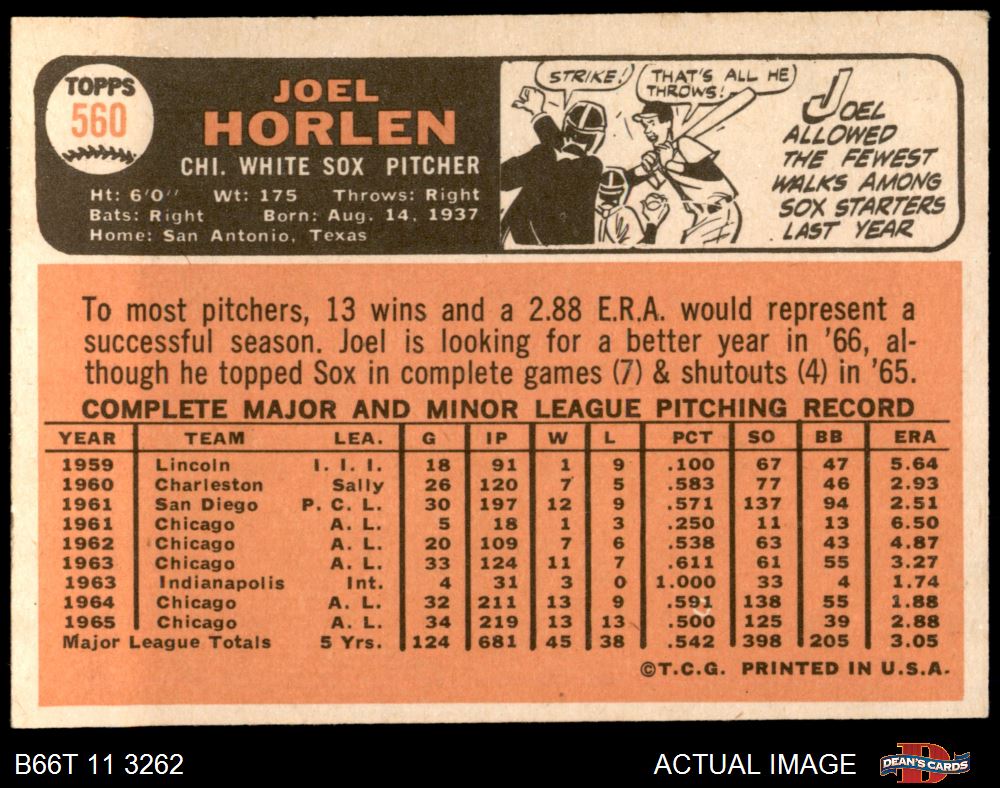 TOPPS
560
JOEL
HORLEN
CHI. WHITE SOX PITCHER
Ht: 6'0" Wt: 175 Throws: Right
Bats: Right Born: Aug. 14, 1937
Home: San Antonio, Texas
STRIKE!
THAT'S ALL HE
THROWS!
JOEL
ALLOWED
THE FEWEST
WALKS AMONG
SOX STARTERS
LAST YEAR
To most pitchers, 13 wins and a 2.88 E.R.A. would represent a
successful season. Joel is looking for a better year in '66, al-
though he topped Sox in complete games (7) & shutouts (4) in '65.
COMPLETE MAJOR AND MINOR LEAGUE PITCHING RECORD
YEAR TEAM LEA. G IP W L PCT SO BB ERA
1959 Lincoln I. I. I. 18 91 1 9 .100 67 47 5.64
1960 Charleston Sally 26 120 7 5 .583 77 46 2.93
1961 San Diego P. C. L. 30 197 12 9 .571 137 94 2.51
1961 Chicago A. L. 5 18 1 3 .250 11 13 6.50
1962 Chicago A. L. 20 109 7 6 .538 63 43 4.87
1963 Chicago A. L. 33 124 11 7 .611 61 55 3.27
1963 Indianapolis Int. 4 31 3 0 1.000 33 4 1.74
1964 Chicago A. L. 32 211 13 9 .591 138 55 1.88
1965 Chicago A. L. 34 219 13 13 .500 125 39 2.88
Major League Totals 5 Yrs. 124 681 45 38 .542 398 205 3.05
©T.C.G. PRINTED IN U.S.A.
B66T 11 3262
ACTUAL IMAGE
DEAN'S CARDS